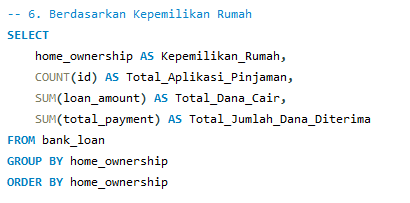 -- 6. Berdasarkan Kepemilikan Rumah
SELECT
    home_ownership AS Kepemilikan_Rumah,
    COUNT(id) AS Total_Aplikasi_Pinjaman,
    SUM(loan_amount) AS Total_Dana_Cair,
    SUM(total_payment) AS Total_Jumlah_Dana_Diterima
FROM bank_loan
GROUP BY home_ownership
ORDER BY home_ownership